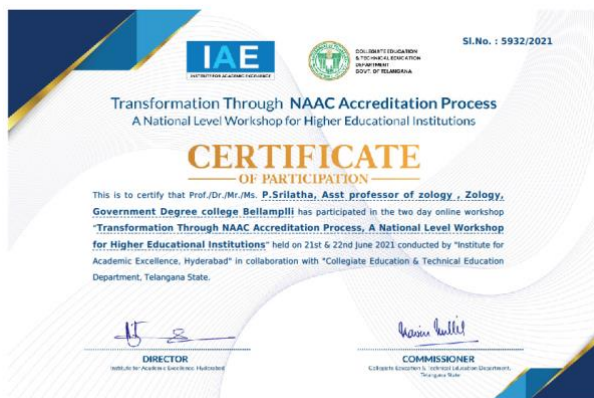 Sl.No. : 5932/2021
IAE
INSTITUTE FOR ACADEMIC EXCELLENCE
COLLEGIATE EDUCATION
& TECHNICAL EDUCATION
DEPARTMENT
GOVT. OF TELANGANA
Transformation Through NAAC Accreditation Process
A National Level Workshop for Higher Educational Institutions
CERTIFICATE
OF PARTICIPATION
This is to certify that Prof./Dr./Mr./Ms. P.Srilatha, Asst professor of zology , Zology,
Government Degree college Bellamplli has participated in the two day online workshop
"Transformation Through NAAC Accreditation Process, A National Level Workshop
for Higher Educational Institutions" held on 21st & 22nd June 2021 conducted by "Institute for
Academic Excellence, Hyderabad" in collaboration with "Collegiate Education & Technical Education
Department, Telangana State.
DIRECTOR
Institute for Academic Excellence, Hyderabad
COMMISSIONER
Collegiate Education & Technical Education Department,
Telangana State